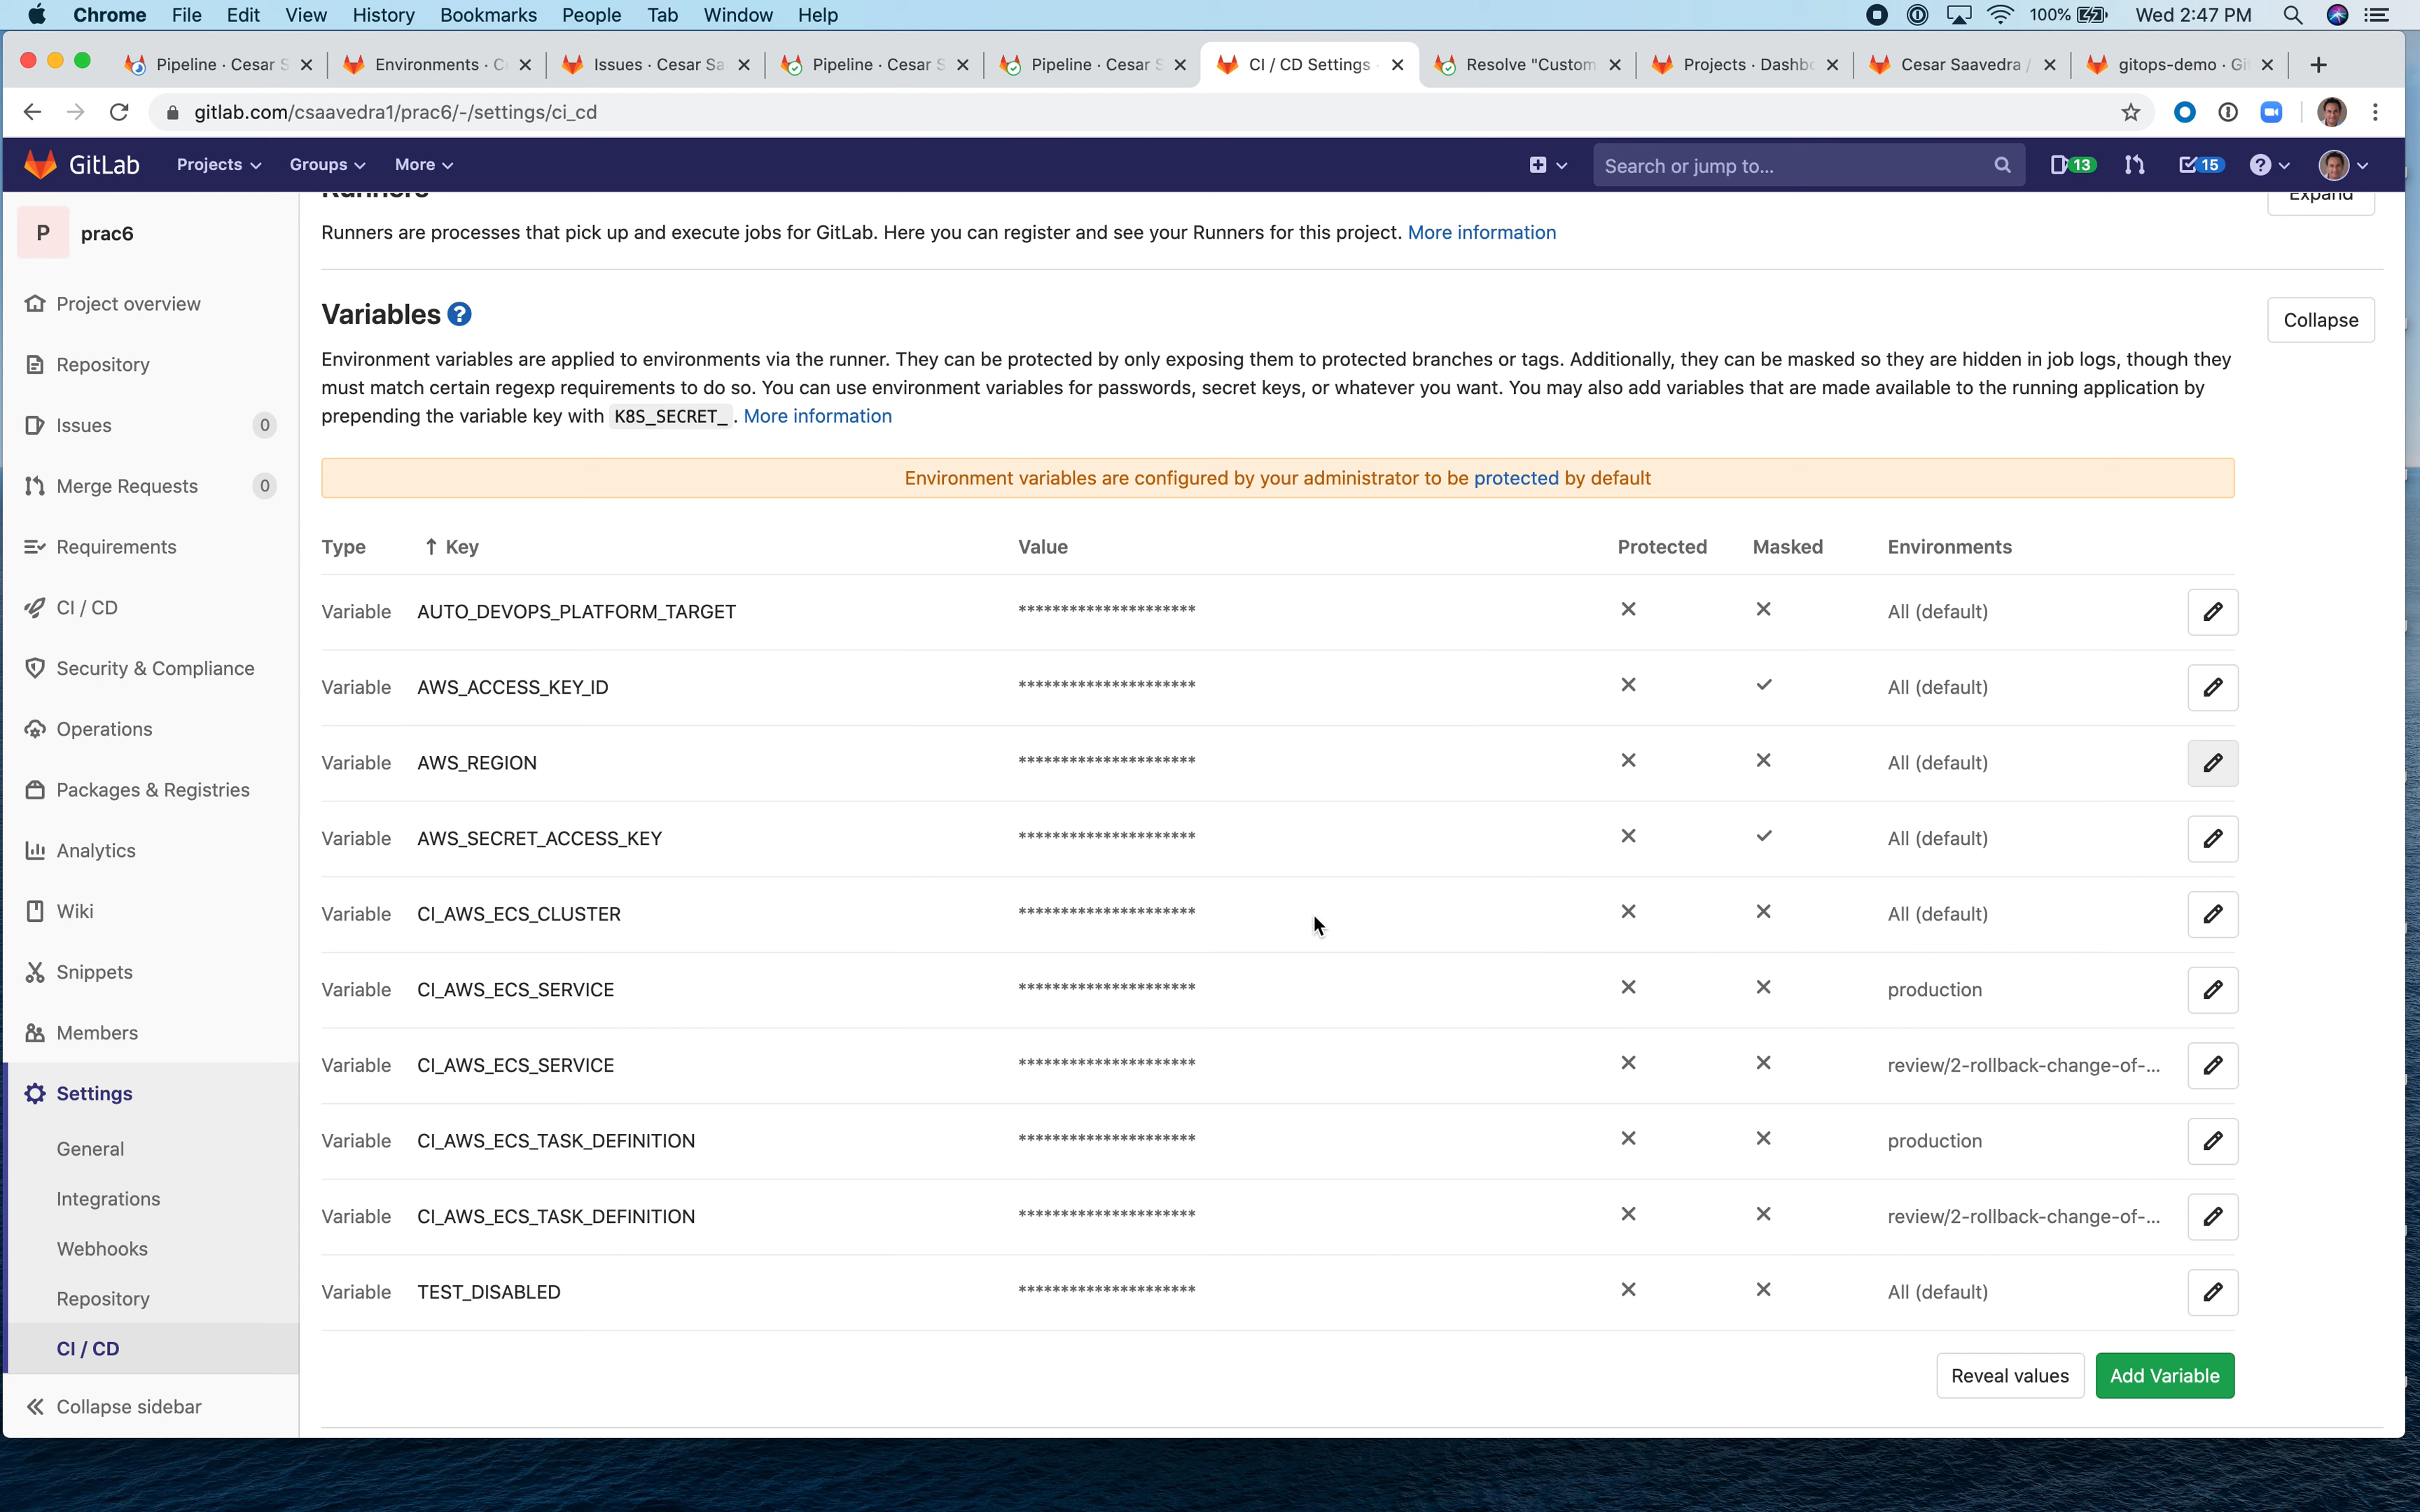 Chrome File Edit View History Bookmarks People Tab Window Help 100% Wed 2:47 PM
Pipeline · Cesar S Environments · C Issues · Cesar Sa Pipeline · Cesar S Pipeline · Cesar S CI / CD Settings · Resolve "Custom Projects · Dashbo Cesar Saavedra / gitops-demo · Git
gitlab.com/csaavedra1/prac6/-/settings/ci_cd
GitLab Projects Groups More Search or jump to... 13 15
Runners Expand
P prac6
Runners are processes that pick up and execute jobs for GitLab. Here you can register and see your Runners for this project. More information
Project overview
Repository
Issues 0
Merge Requests 0
Requirements
CI / CD
Security & Compliance
Operations
Packages & Registries
Analytics
Wiki
Snippets
Members
Settings
General
Integrations
Webhooks
Repository
CI / CD
Collapse sidebar
Variables ?
Collapse
Environment variables are applied to environments via the runner. They can be protected by only exposing them to protected branches or tags. Additionally, they can be masked so they are hidden in job logs, though they
must match certain regexp requirements to do so. You can use environment variables for passwords, secret keys, or whatever you want. You may also add variables that are made available to the running application by
prepending the variable key with K8S_SECRET_ . More information
Environment variables are configured by your administrator to be protected by default
Type ↑ Key Value Protected Masked Environments
Variable AUTO_DEVOPS_PLATFORM_TARGET ********************* ✕ ✕ All (default)
Variable AWS_ACCESS_KEY_ID ********************* ✕ ✓ All (default)
Variable AWS_REGION ********************* ✕ ✕ All (default)
Variable AWS_SECRET_ACCESS_KEY ********************* ✕ ✓ All (default)
Variable CI_AWS_ECS_CLUSTER ********************* ✕ ✕ All (default)
Variable CI_AWS_ECS_SERVICE ********************* ✕ ✕ production
Variable CI_AWS_ECS_SERVICE ********************* ✕ ✕ review/2-rollback-change-of-...
Variable CI_AWS_ECS_TASK_DEFINITION ********************* ✕ ✕ production
Variable CI_AWS_ECS_TASK_DEFINITION ********************* ✕ ✕ review/2-rollback-change-of-...
Variable TEST_DISABLED ********************* ✕ ✕ All (default)
Reveal values Add Variable